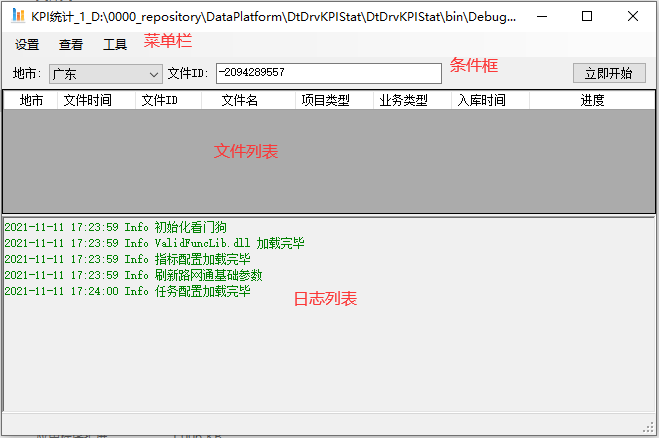 KPI统计_1_D:\0000_repository\DataPlatform\DtDrvKPIStat\DtDrvKPIStat\bin\Debug...
设置 查看 工具 菜单栏
地市: 广东 文件ID: -2094289557 条件框 立即开始
地市 文件时间 文件ID 文件名 项目类型 业务类型 入库时间 进度
文件列表
2021-11-11 17:23:59 Info 初始化看门狗
2021-11-11 17:23:59 Info ValidFuncLib.dll 加载完毕
2021-11-11 17:23:59 Info 指标配置加载完毕
2021-11-11 17:23:59 Info 刷新路网通基础参数
2021-11-11 17:24:00 Info 任务配置加载完毕
日志列表